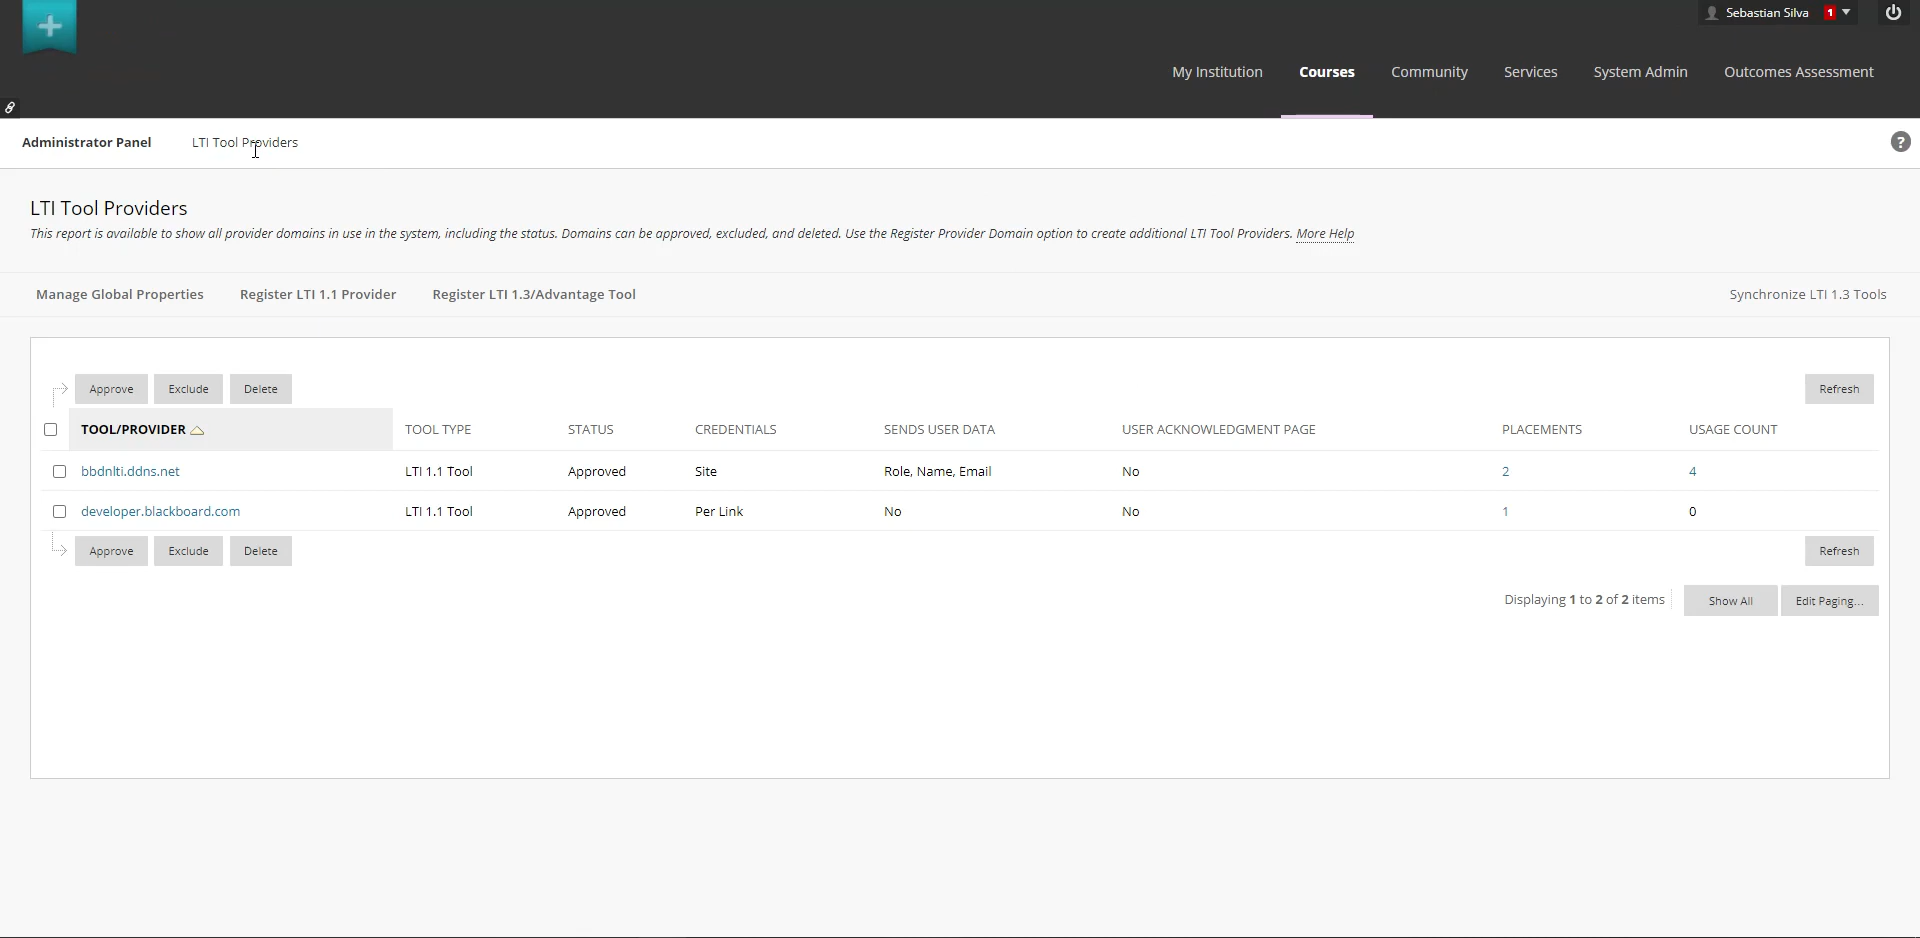 Sebastian Silva 1
My Institution Courses Community Services System Admin Outcomes Assessment
Administrator Panel LTI Tool Providers ?
LTI Tool Providers
This report is available to show all provider domains in use in the system, including the status. Domains can be approved, excluded, and deleted. Use the Register Provider Domain option to create additional LTI Tool Providers. More Help
Manage Global Properties Register LTI 1.1 Provider Register LTI 1.3/Advantage Tool Synchronize LTI 1.3 Tools
Approve Exclude Delete Refresh
TOOL/PROVIDER TOOL TYPE STATUS CREDENTIALS SENDS USER DATA USER ACKNOWLEDGMENT PAGE PLACEMENTS USAGE COUNT
bbdnlti.ddns.net LTI 1.1 Tool Approved Site Role, Name, Email No 2 4
developer.blackboard.com LTI 1.1 Tool Approved Per Link No No 1 0
Approve Exclude Delete Refresh
Displaying 1 to 2 of 2 items Show All Edit Paging...